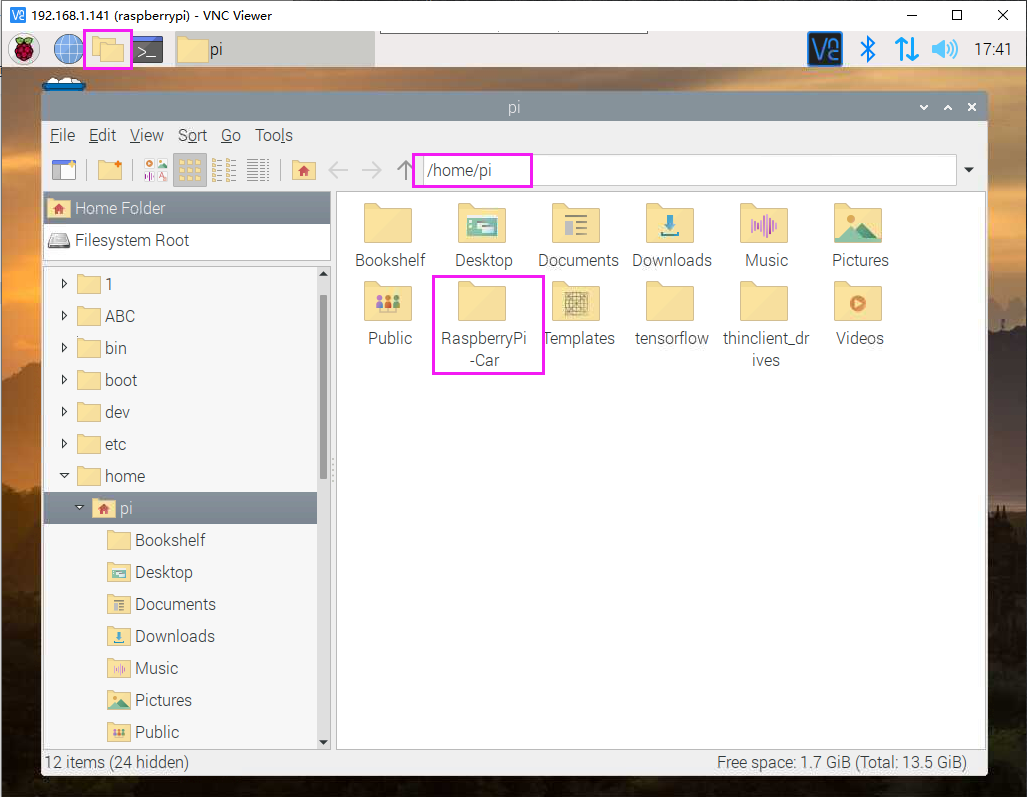 192.168.1.141 (raspberrypi) - VNC Viewer
pi
17:41
pi
File Edit View Sort Go Tools
/home/pi
Home Folder
Filesystem Root
1
ABC
bin
boot
dev
etc
home
pi
Bookshelf
Desktop
Documents
Downloads
Music
Pictures
Public
Bookshelf Desktop Documents Downloads Music Pictures
Public RaspberryPi Templates tensorflow thinclient_dr Videos
-Car ives
12 items (24 hidden) Free space: 1.7 GiB (Total: 13.5 GiB)